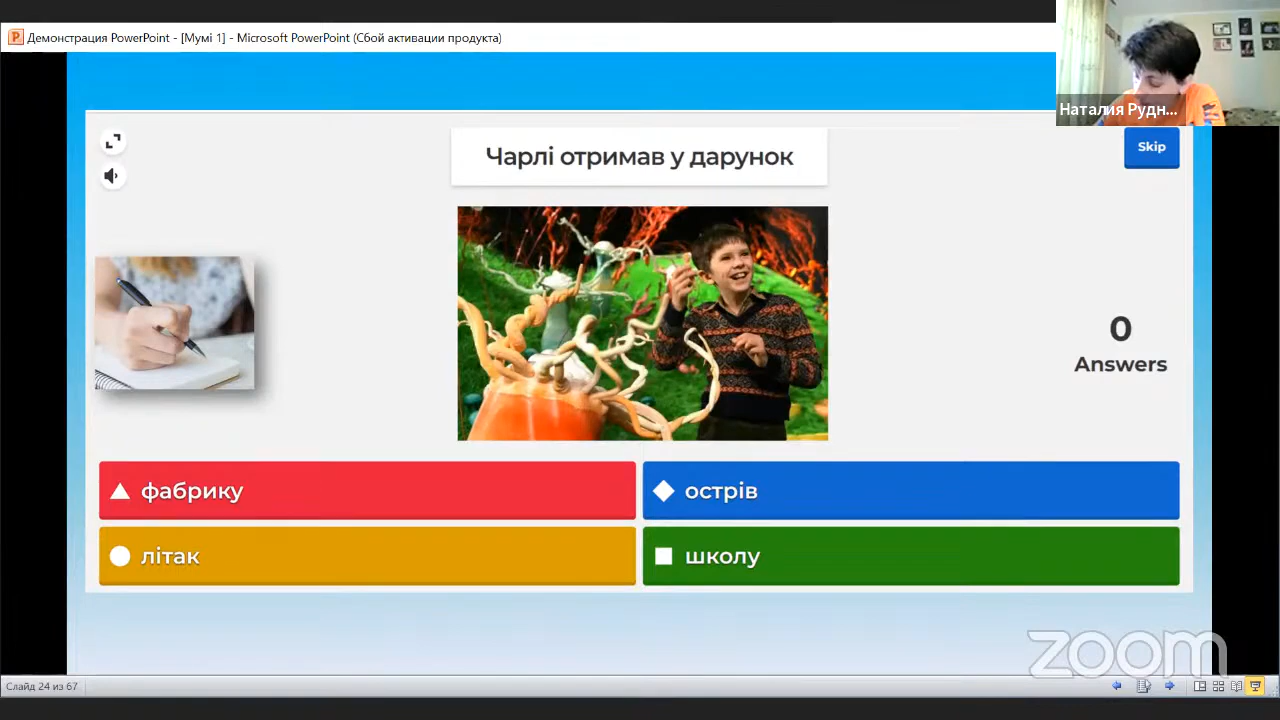 Демонстрация PowerPoint - [Мумі 1] - Microsoft PowerPoint (Сбой активации продукта)
Наталия Рудн...
Чарлі отримав у дарунок
Skip
0
Answers
фабрику
острів
літак
школу
zoom
Слайд 24 из 67